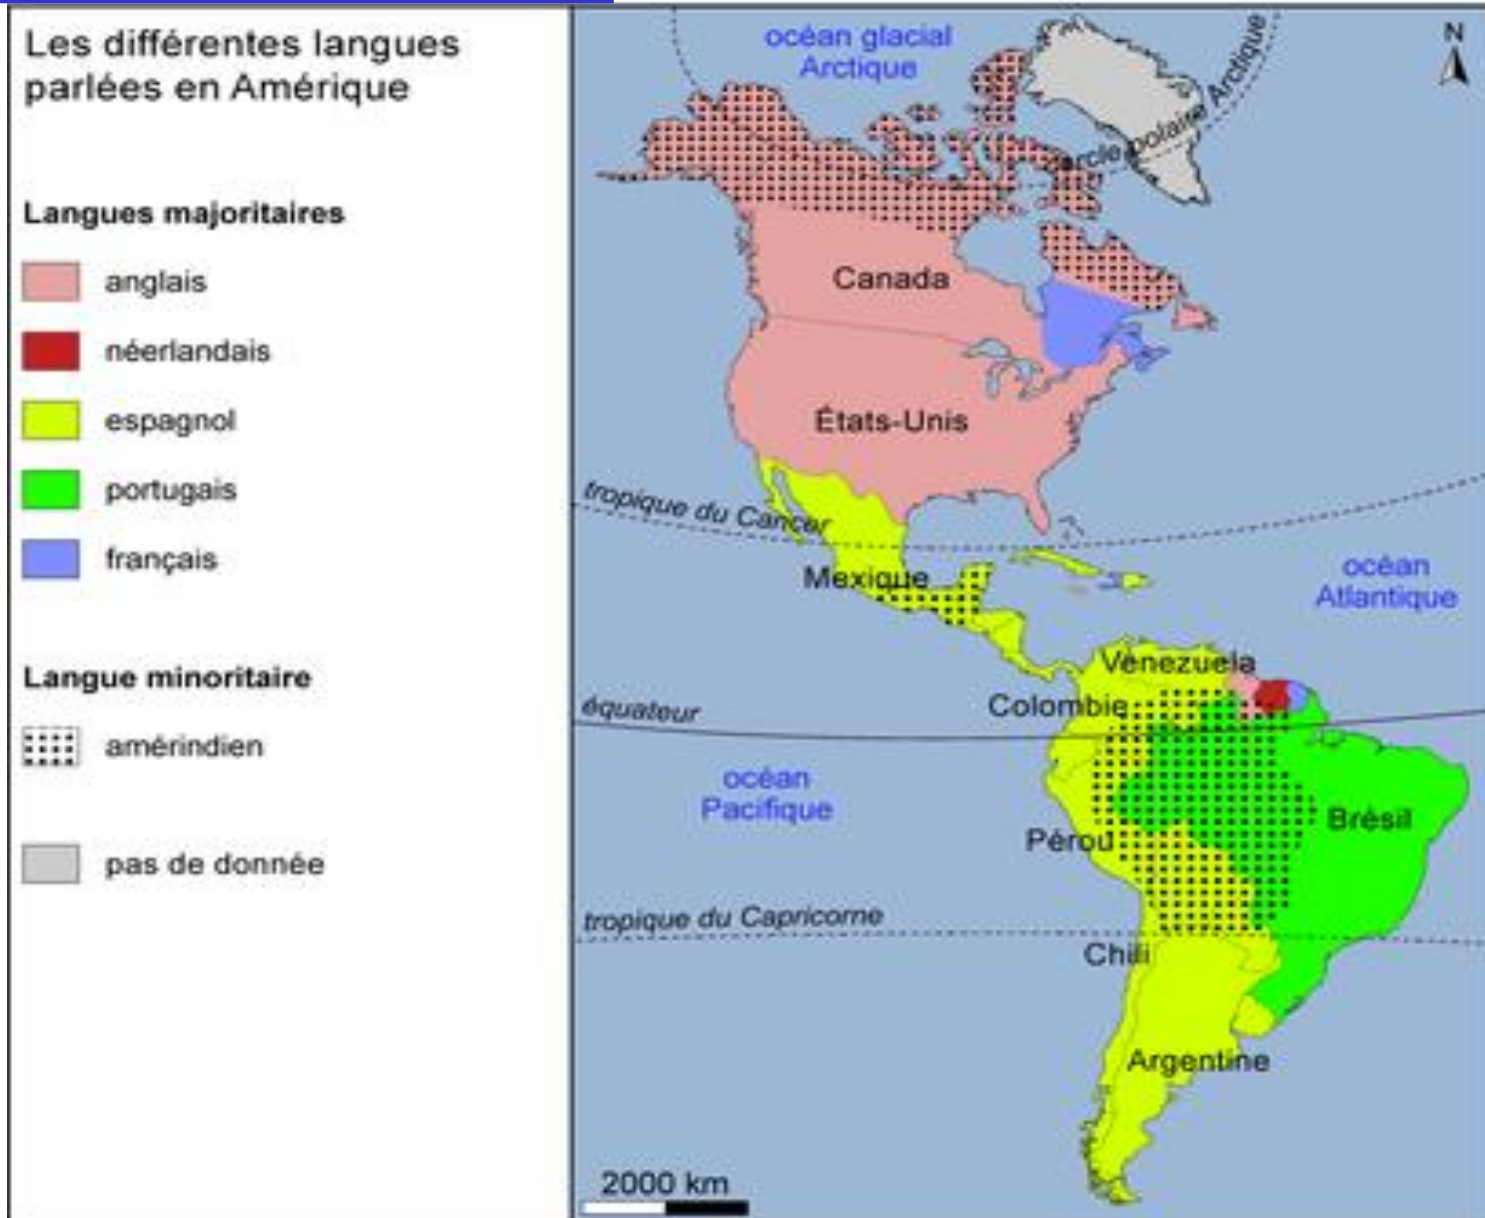 Les différentes langues
parlées en Amérique
Langues majoritaires
anglais
néerlandais
espagnol
portugais
français
Langue minoritaire
amérindien
pas de donnée
océan glacial
Arctique
N
cercle polaire Arctique
Canada
États-Unis
tropique du Cancer
Mexique
océan
Atlantique
Vénézuela
Colombie
équateur
océan
Pacifique
Brésil
Pérou
tropique du Capricorne
Chili
Argentine
2000 km